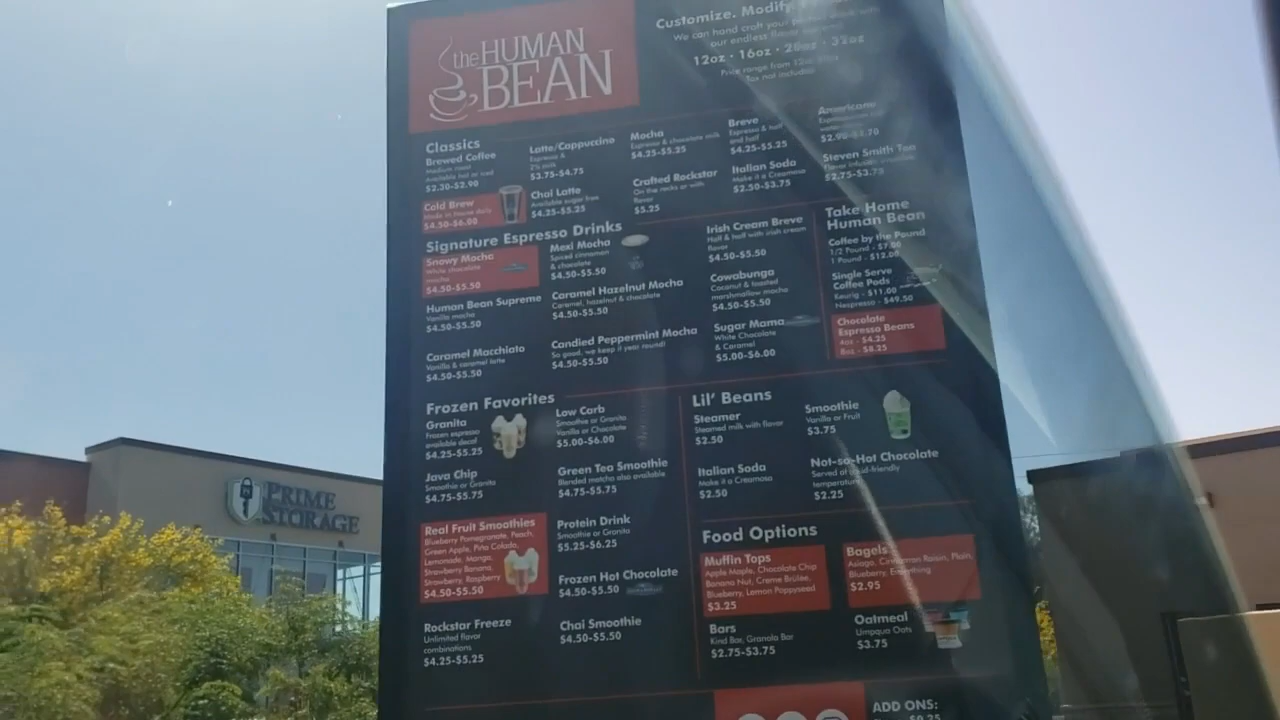 the HUMAN
BEAN
Customize. Modify.
We can hand craft your perfect drink with
our endless flavor
12oz · 16oz · 20oz · 32oz
Price range from 12oz
Tax not included
Classics
Brewed Coffee
Medium roast
Available hot or iced
$2.30-$2.90
Cold Brew
Made in House daily
$4.50-$6.00
Latte/Cappuccino
Espresso &
2% milk
$3.75-$4.75
Chai Latte
Available sugar free
$4.25-$5.25
Mocha
Espresso & chocolate milk
$4.25-$5.25
Crafted Rockstar
On the rocks or with
flavor
$5.25
Breve
Espresso & half
and half
$4.25-$5.25
Italian Soda
Make it a Creamosa
$2.50-$3.75
Americano
Steven Smith Tea
Flavor infusion available
$2.75-$3.75
Signature Espresso Drinks
Snowy Mocha
White chocolate
mocha
$4.50-$5.50
Human Bean Supreme
Vanilla mocha
$4.50-$5.50
Caramel Macchiato
Vanilla & caramel latte
$4.50-$5.50
Mexi Mocha
Spiced cinnamon
& chocolate
$4.50-$5.50
Caramel Hazelnut Mocha
Caramel, hazelnut & chocolate
$4.50-$5.50
Candied Peppermint Mocha
So good, we keep it year round!
$4.50-$5.50
Irish Cream Breve
Half & half with irish cream
flavor
$4.50-$5.50
Cowabunga
Coconut & toasted
marshmallow mocha
$4.50-$5.50
Sugar Mama
White Chocolate
& Caramel
$5.00-$6.00
Take Home
Human Bean
Coffee by the Pound
1/2 Pound - $7.00
1 Pound - $12.00
Single Serve
Coffee Pods
Keurig - $11.00
Nespresso - $49.50
Chocolate
Espresso Beans
4oz - $4.25
8oz - $8.25
Frozen Favorites
Granita
Frozen espresso
available decaf
$4.25-$5.25
Java Chip
Smoothie or Granita
$4.75-$5.75
Real Fruit Smoothies
Blueberry Pomegranate, Peach,
Green Apple, Piña Colada,
Lemonade, Mango,
Strawberry Banana,
Strawberry, Raspberry
$4.50-$5.50
Rockstar Freeze
Unlimited flavor
combinations
$4.25-$5.25
Low Carb
Smoothie or Granita
Vanilla or Chocolate
$5.00-$6.00
Green Tea Smoothie
Blended matcha also available
$4.75-$5.75
Protein Drink
Smoothie or Granita
$5.25-$6.25
Frozen Hot Chocolate
$4.50-$5.50
Chai Smoothie
$4.50-$5.50
Lil' Beans
Steamer
Steamed milk with flavor
$2.50
Italian Soda
Make it a Creamosa
$2.50
Smoothie
Vanilla or Fruit
$3.75
Not-so-Hot Chocolate
Served at a kid-friendly
temperature
$2.25
Food Options
Muffin Tops
Apple Maple, Chocolate Chip
Banana Nut, Creme Brûlée,
Blueberry, Lemon Poppyseed
$3.25
Bars
Kind Bar, Granola Bar
$2.75-$3.75
Bagels
Asiago, Cinnamon Raisin, Plain,
Blueberry, Everything
$2.95
Oatmeal
Umpqua Oats
$3.75
ADD ONS:
PRIME
STORAGE